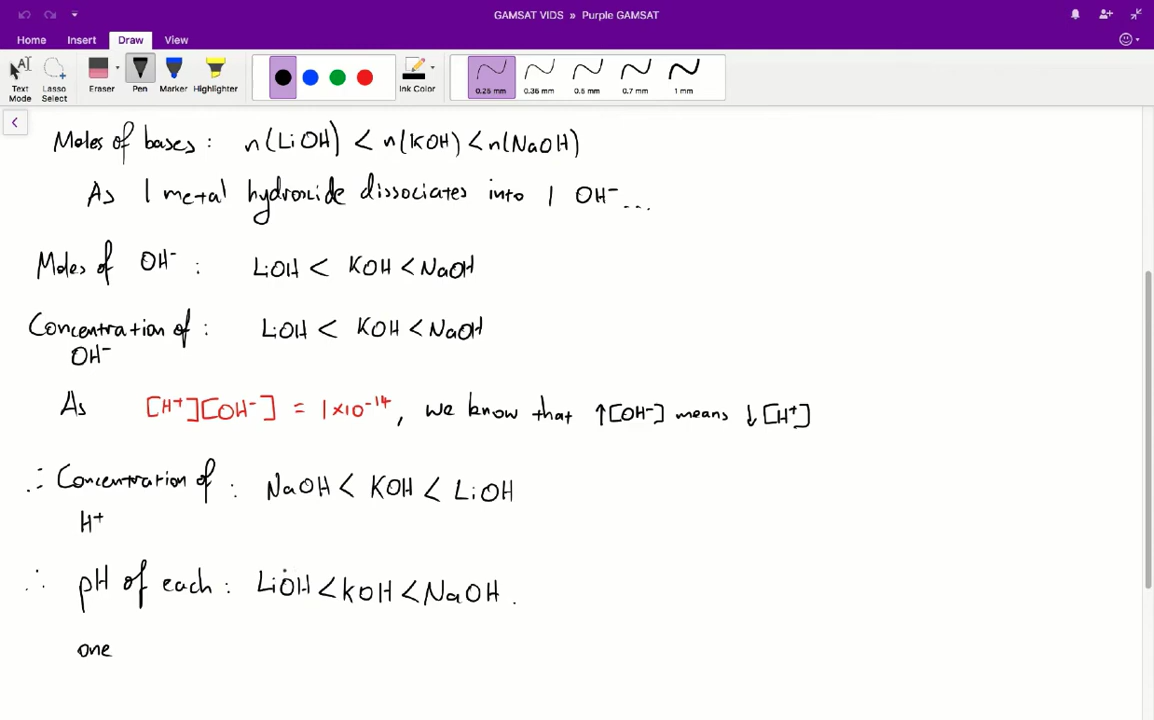 GAMSAT VIDS » Purple GAMSAT
Home Insert Draw View
Text Mode
Lasso Select
Eraser
Pen
Marker
Highlighter
Ink Color
0.25 mm
0.35 mm
0.5 mm
0.7 mm
1 mm
Moles of bases : n(LiOH) < n(KOH) < n(NaOH)
As 1 metal hydroxide dissociates into 1 OH⁻...
Moles of OH⁻ : LiOH < KOH < NaOH
Concentration of : LiOH < KOH < NaOH
OH⁻
As [H⁺][OH⁻] = 1×10⁻¹⁴, we know that ↑[OH⁻] means ↓[H⁺]
∴ Concentration of : NaOH < KOH < LiOH
H⁺
∴ pH of each : LiOH < KOH < NaOH.
one